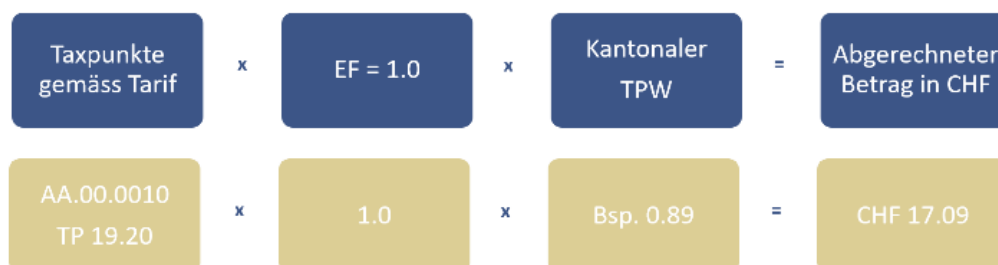 Taxpunkte
gemäss Tarif
x
EF = 1.0
x
Kantonaler
TPW
=
Abgerechneter
Betrag in CHF
AA.00.0010
TP 19.20
x
1.0
x
Bsp. 0.89
=
CHF 17.09